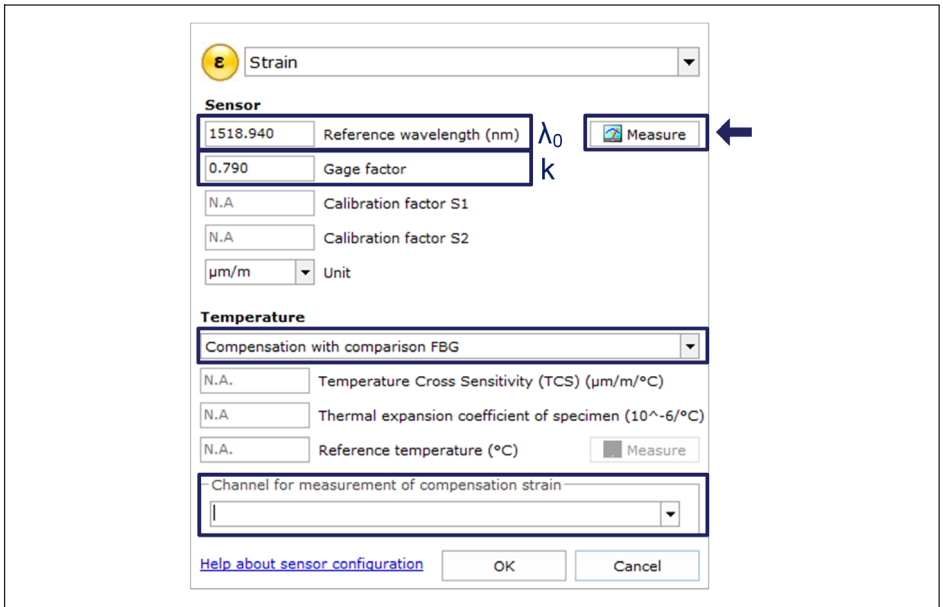 ε Strain
Sensor
1518.940 Reference wavelength (nm) λ0 Measure
0.790 Gage factor k
N.A Calibration factor S1
N.A Calibration factor S2
µm/m Unit
Temperature
Compensation with comparison FBG
N.A. Temperature Cross Sensitivity (TCS) (µm/m/°C)
N.A Thermal expansion coefficient of specimen (10^-6/°C)
N.A. Reference temperature (°C) Measure
Channel for measurement of compensation strain
Help about sensor configuration OK Cancel